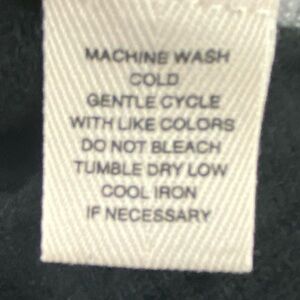 MACHINE WASH
COLD
GENTLE CYCLE
WITH LIKE COLORS
DO NOT BLEACH
TUMBLE DRY LOW
COOL IRON
IF NECESSARY